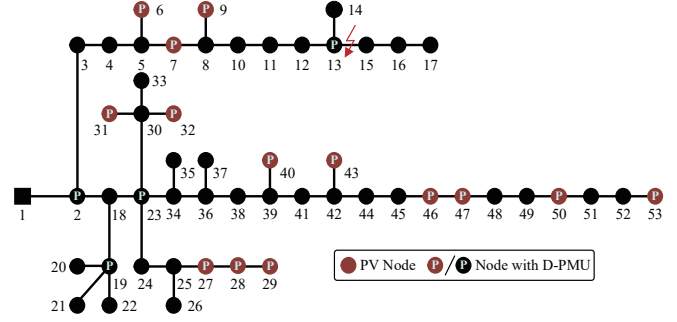 P 6 P 9 14
P
3 4 5 7 8 10 11 12 13 15 16 17
33
P P
31 30 32
P P
35 37 40 43
P P P P P P
1 2 18 23 34 36 38 39 41 42 44 45 46 47 48 49 50 51 52 53
20 P P P P
19 24 25 27 28 29
21 22 26
PV Node P / P Node with D-PMU